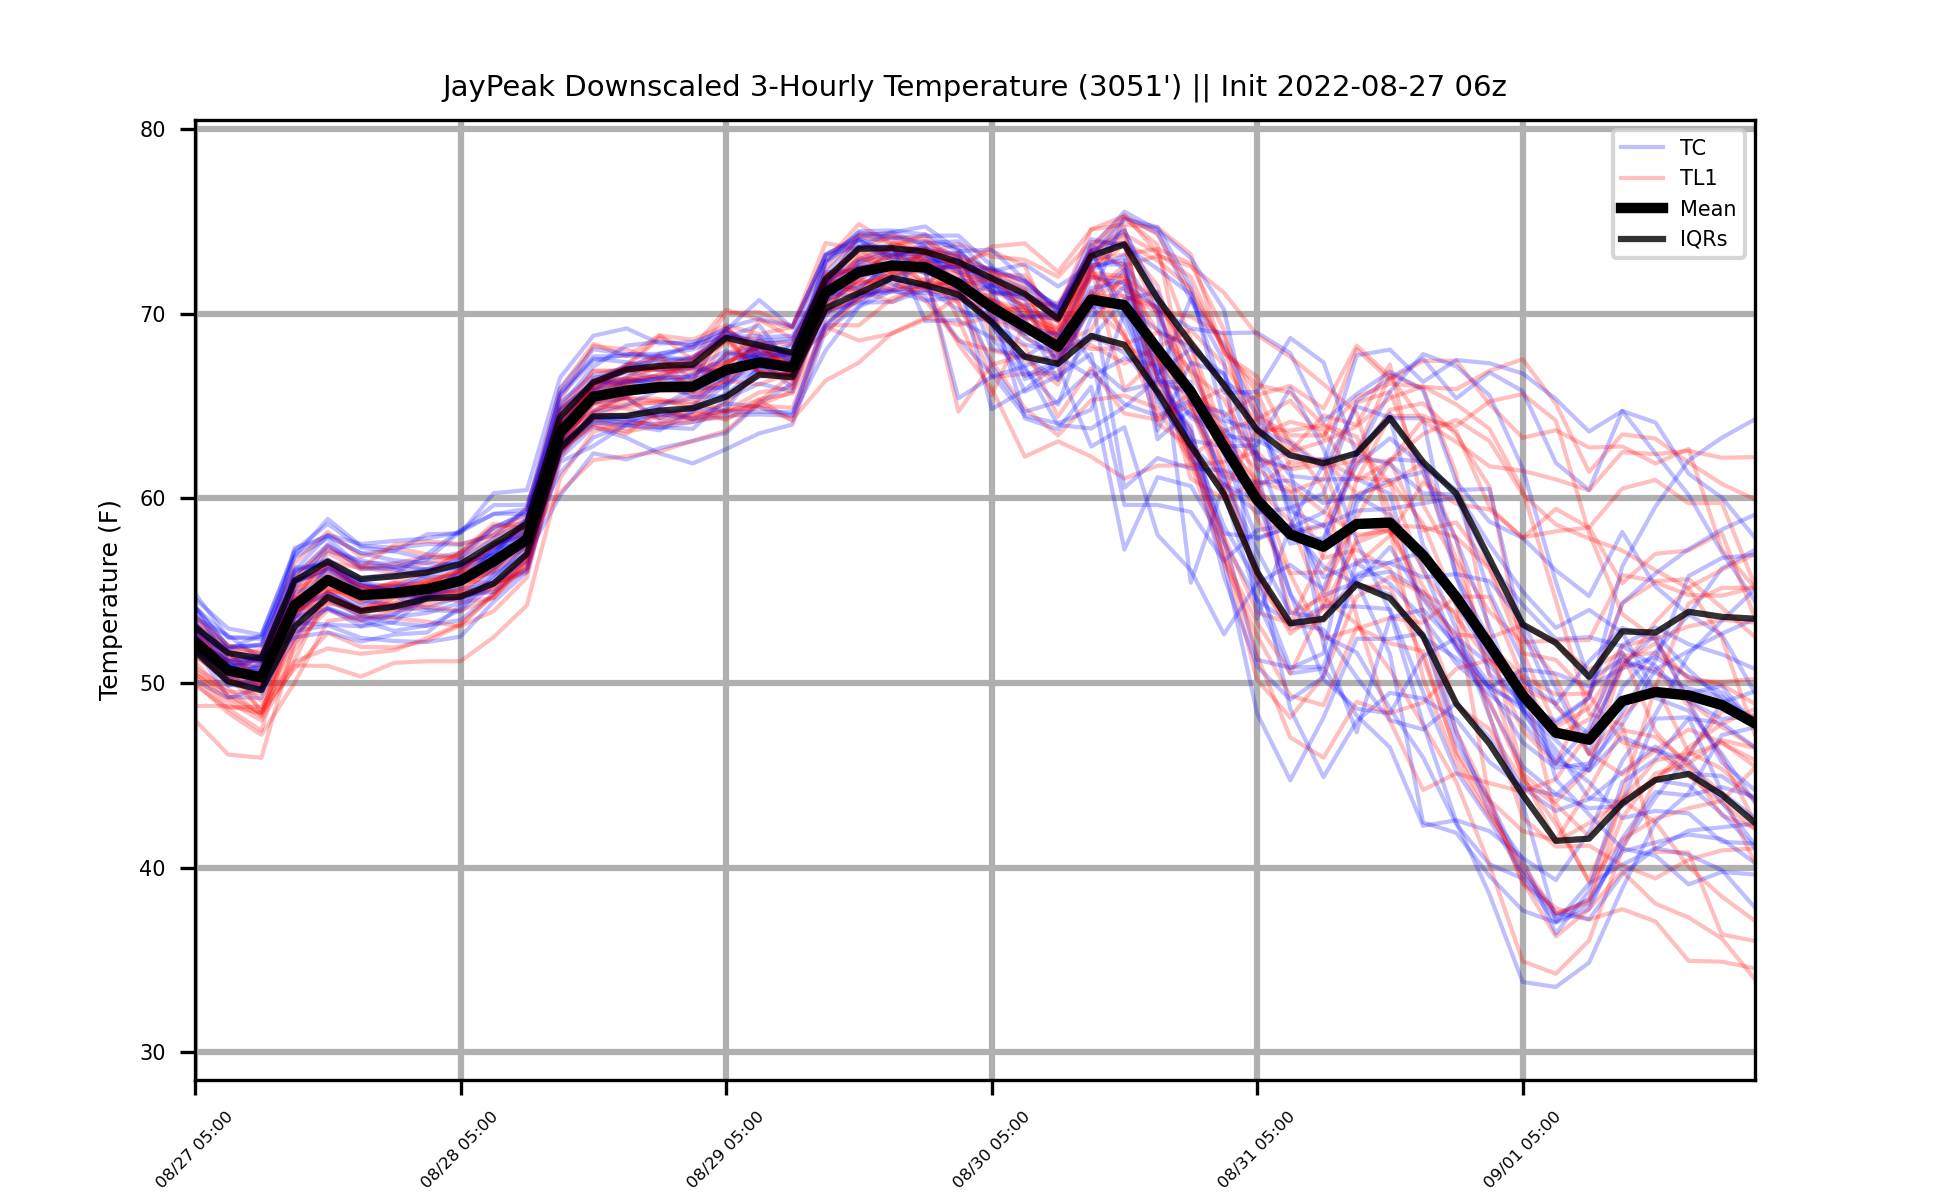 JayPeak Downscaled 3-Hourly Temperature (3051') || Init 2022-08-27 06z
TC
TL1
Mean
IQRs
Temperature (F)
80
70
60
50
40
30
08/27 05:00
08/28 05:00
08/29 05:00
08/30 05:00
08/31 05:00
09/01 05:00